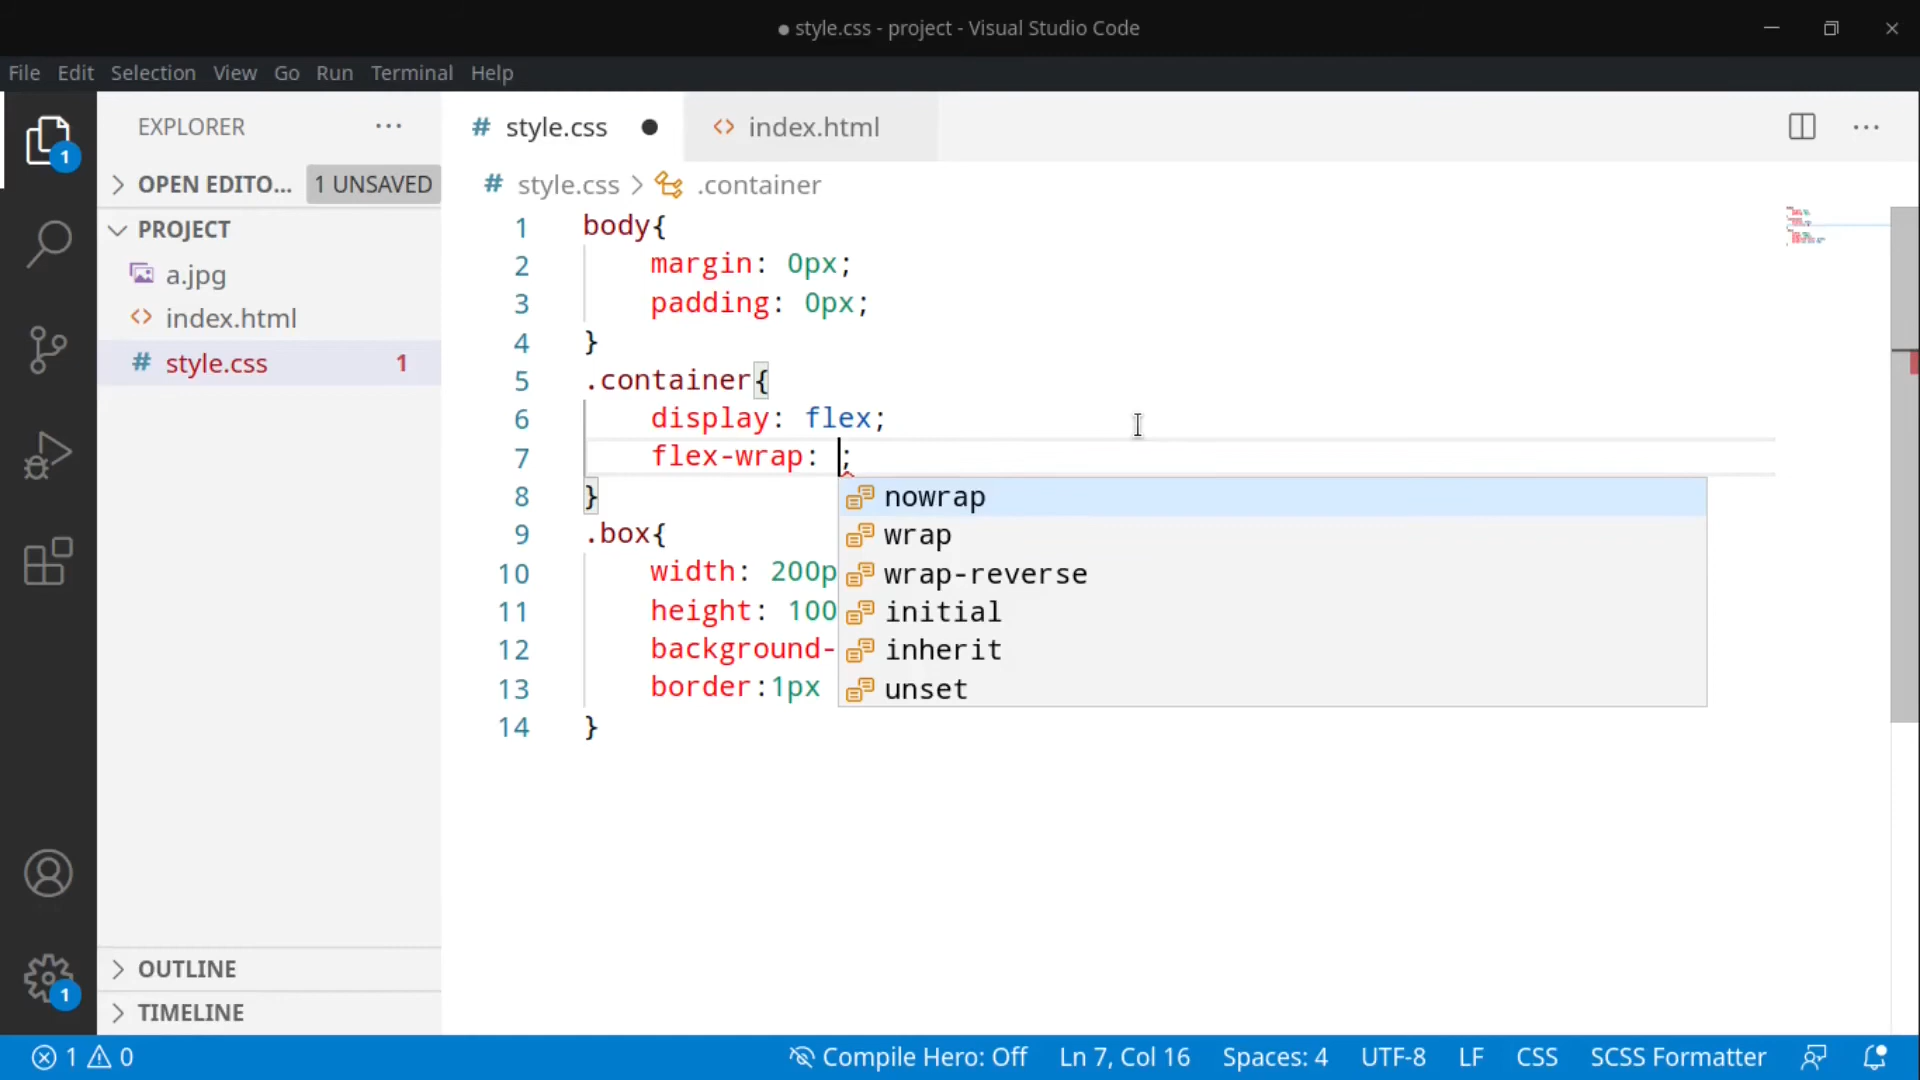 ● style.css - project - Visual Studio Code
File Edit Selection View Go Run Terminal Help
1
EXPLORER
OPEN EDITO... 1 UNSAVED
PROJECT
a.jpg
index.html
style.css 1
OUTLINE
TIMELINE
1
# style.css ● <> index.html
# style.css > .container
1 body{
2 margin: 0px;
3 padding: 0px;
4 }
5 .container{
6 display: flex;
7 flex-wrap: ;
8 }
9 .box{
10 width: 200p
11 height: 100
12 background-
13 border:1px
14 }
nowrap
wrap
wrap-reverse
initial
inherit
unset
1 0 Compile Hero: Off Ln 7, Col 16 Spaces: 4 UTF-8 LF CSS SCSS Formatter